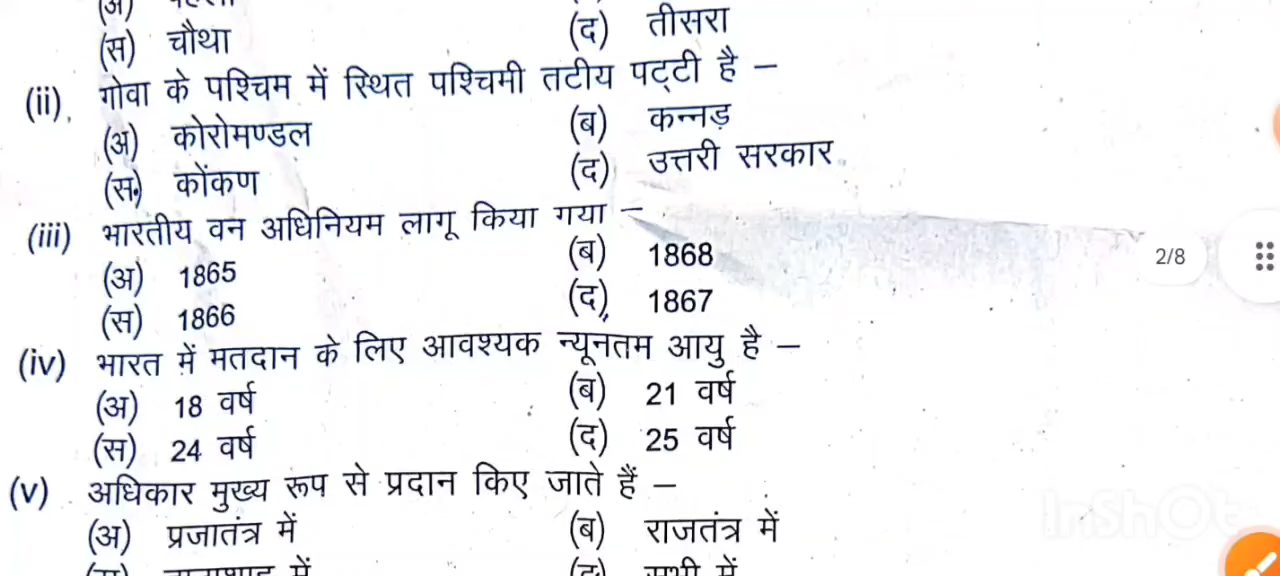 (स) चौथा (द) तीसरा
(ii) गोवा के पश्चिम में स्थित पश्चिमी तटीय पट्टी है –
(अ) कोरोमण्डल (ब) कन्नड़
(स) कोंकण (द) उत्तरी सरकार
(iii) भारतीय वन अधिनियम लागू किया गया –
(अ) 1865 (ब) 1868
(स) 1866 (द) 1867
2/8
(iv) भारत में मतदान के लिए आवश्यक न्यूनतम आयु है –
(अ) 18 वर्ष (ब) 21 वर्ष
(स) 24 वर्ष (द) 25 वर्ष
(v) अधिकार मुख्य रूप से प्रदान किए जाते हैं –
(अ) प्रजातंत्र में (ब) राजतंत्र में
InShOt